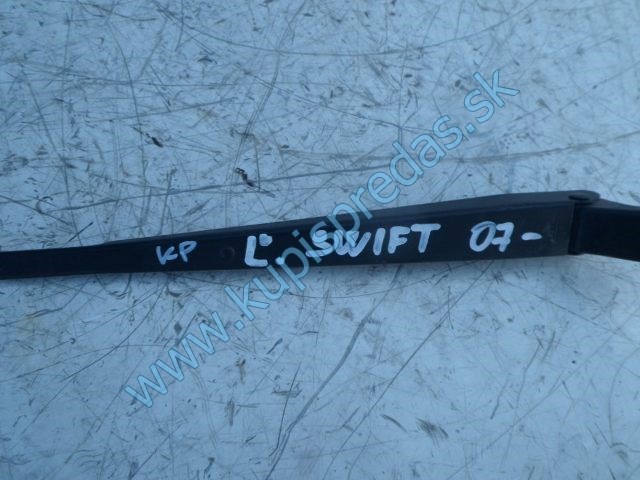 KP L°. SWIFT 07-
www.kupispredas.sk